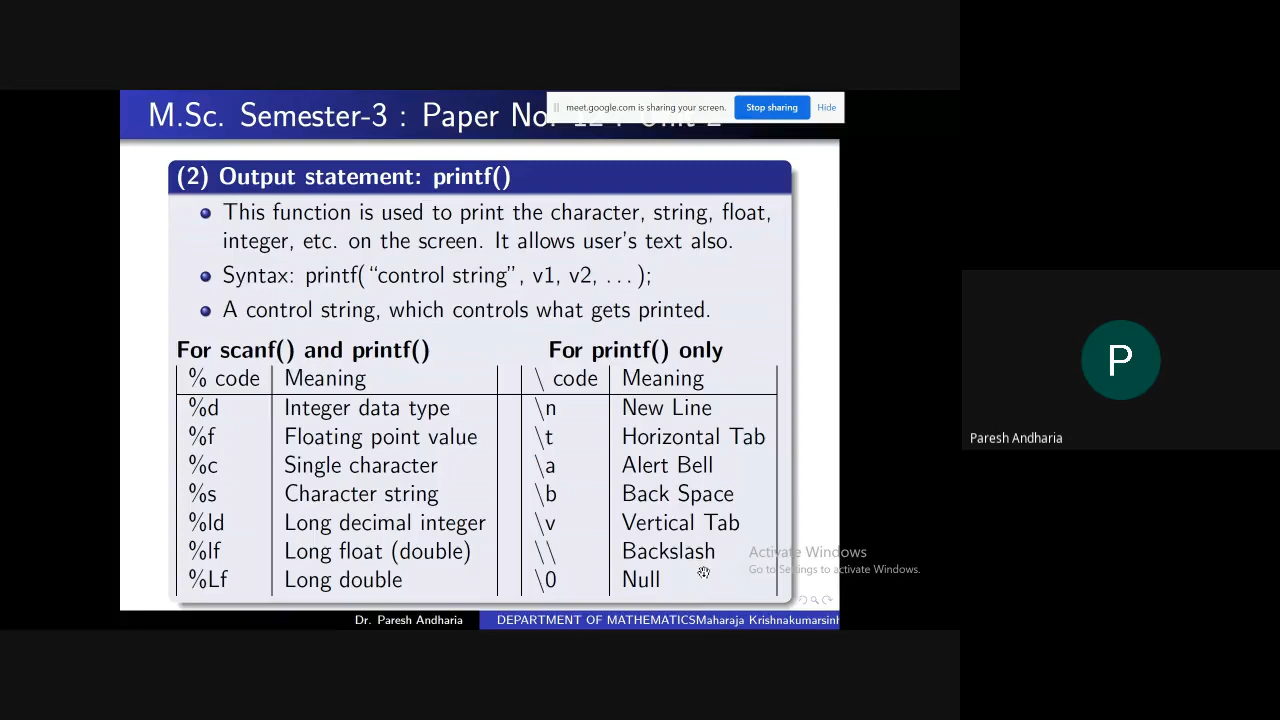 M.Sc. Semester-3 : Paper No. 12 : Unit-2
meet.google.com is sharing your screen. Stop sharing Hide
(2) Output statement: printf()
This function is used to print the character, string, float,
integer, etc. on the screen. It allows user's text also.
Syntax: printf("control string", v1, v2, ...);
A control string, which controls what gets printed.
For scanf() and printf() For printf() only
% code Meaning \ code Meaning
%d Integer data type \n New Line
%f Floating point value \t Horizontal Tab
%c Single character \a Alert Bell
%s Character string \b Back Space
%ld Long decimal integer \v Vertical Tab
%lf Long float (double) \\ Backslash
%Lf Long double \0 Null
Activate Windows
Go to Settings to activate Windows.
Dr. Paresh Andharia DEPARTMENT OF MATHEMATICSMaharaja Krishnakumarsinh
P
Paresh Andharia